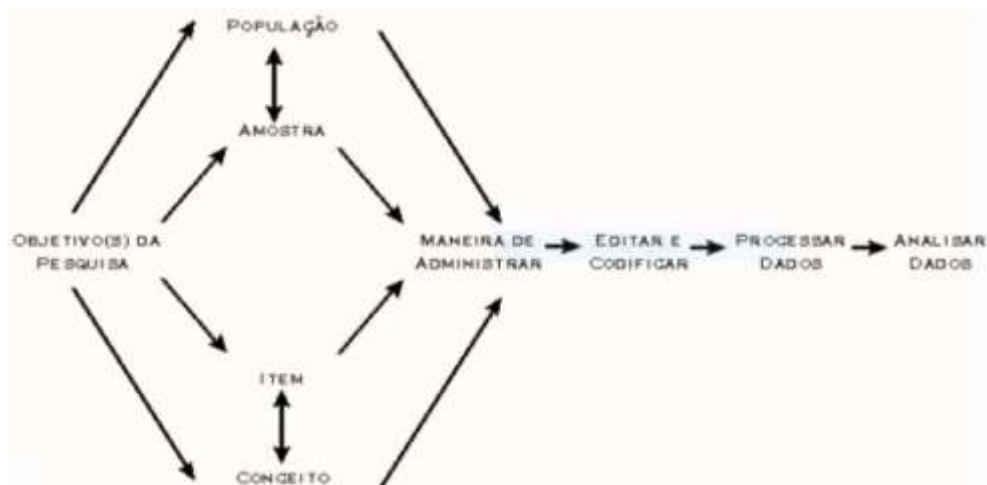 POPULAÇÃO
AMOSTRA
OBJETIVO(S) DA
PESQUISA
MANEIRA DE
ADMINISTRAR
EDITAR E
CODIFICAR
PROCESSAR
DADOS
ANALISAR
DADOS
ITEM
CONCEITO